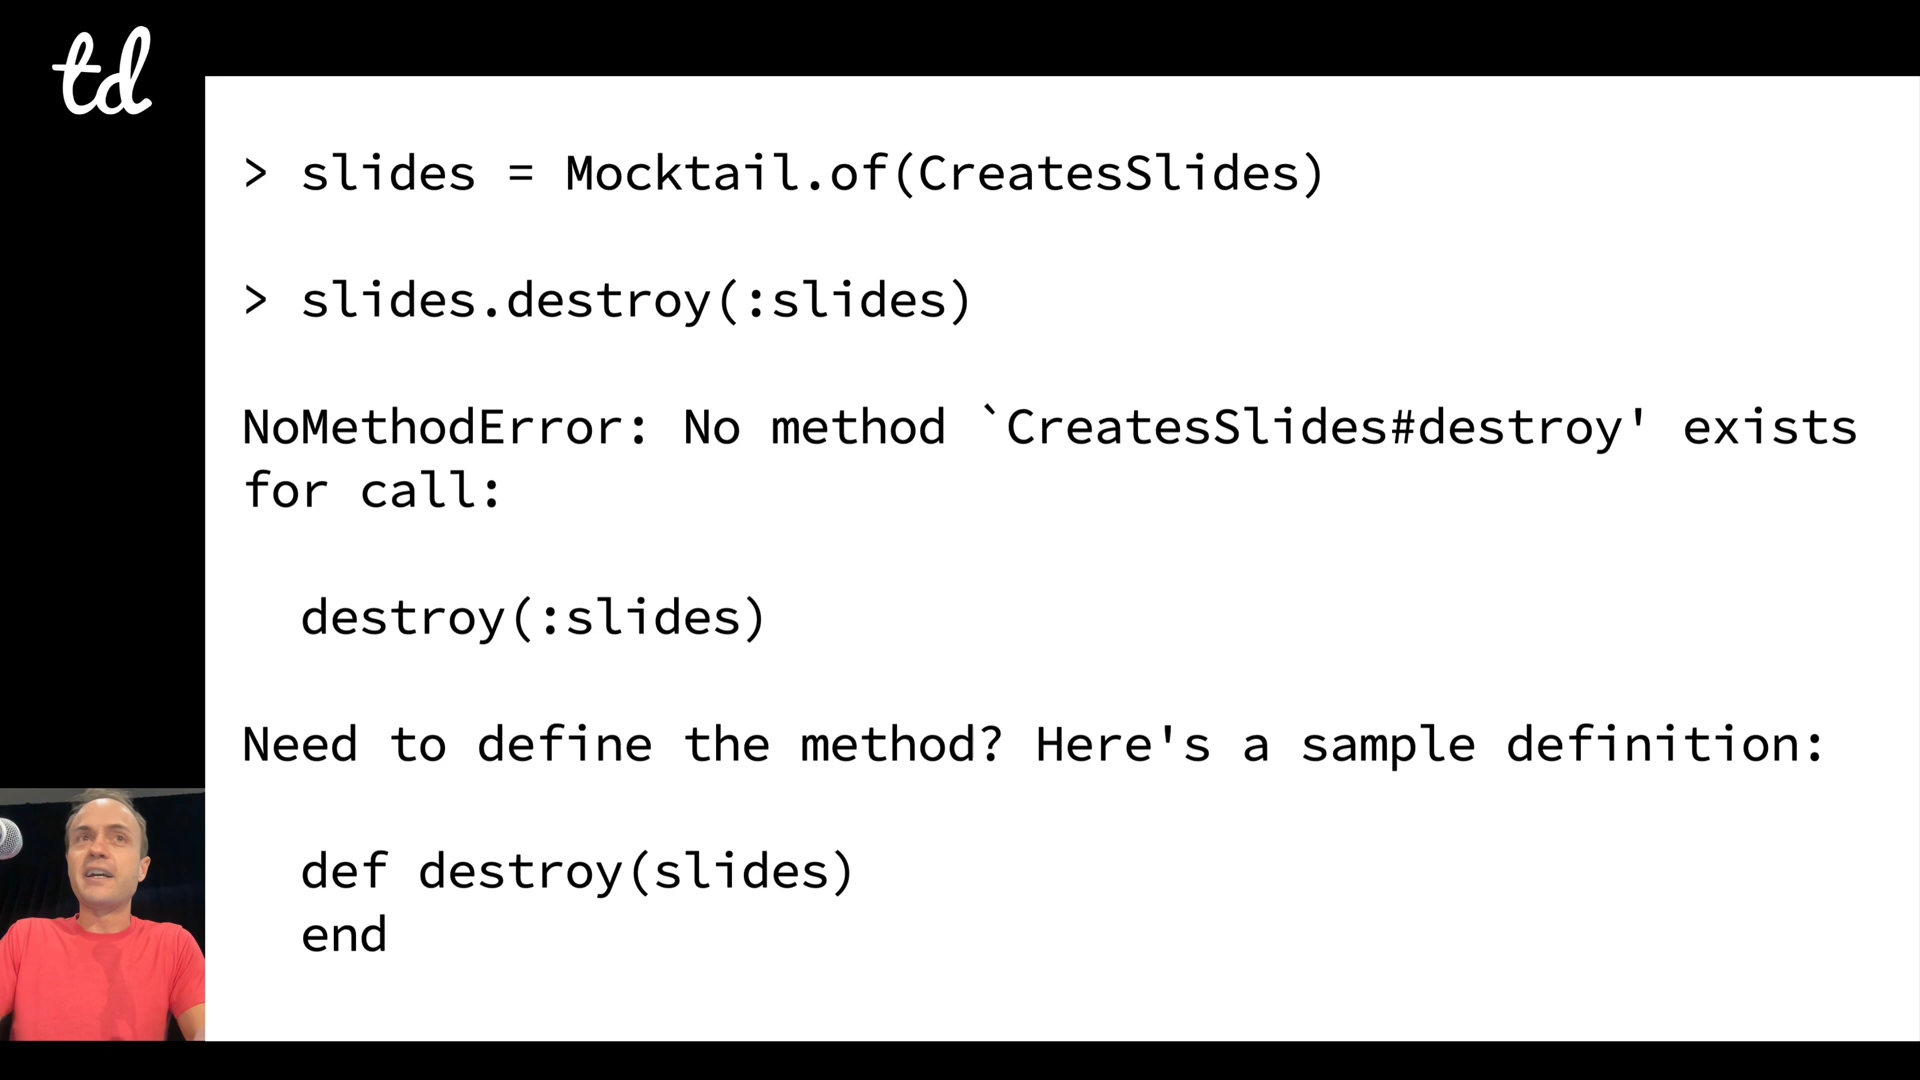 td
> slides = Mocktail.of(CreatesSlides)
> slides.destroy(:slides)
NoMethodError: No method `CreatesSlides#destroy' exists
for call:
destroy(:slides)
Need to define the method? Here's a sample definition:
def destroy(slides)
end